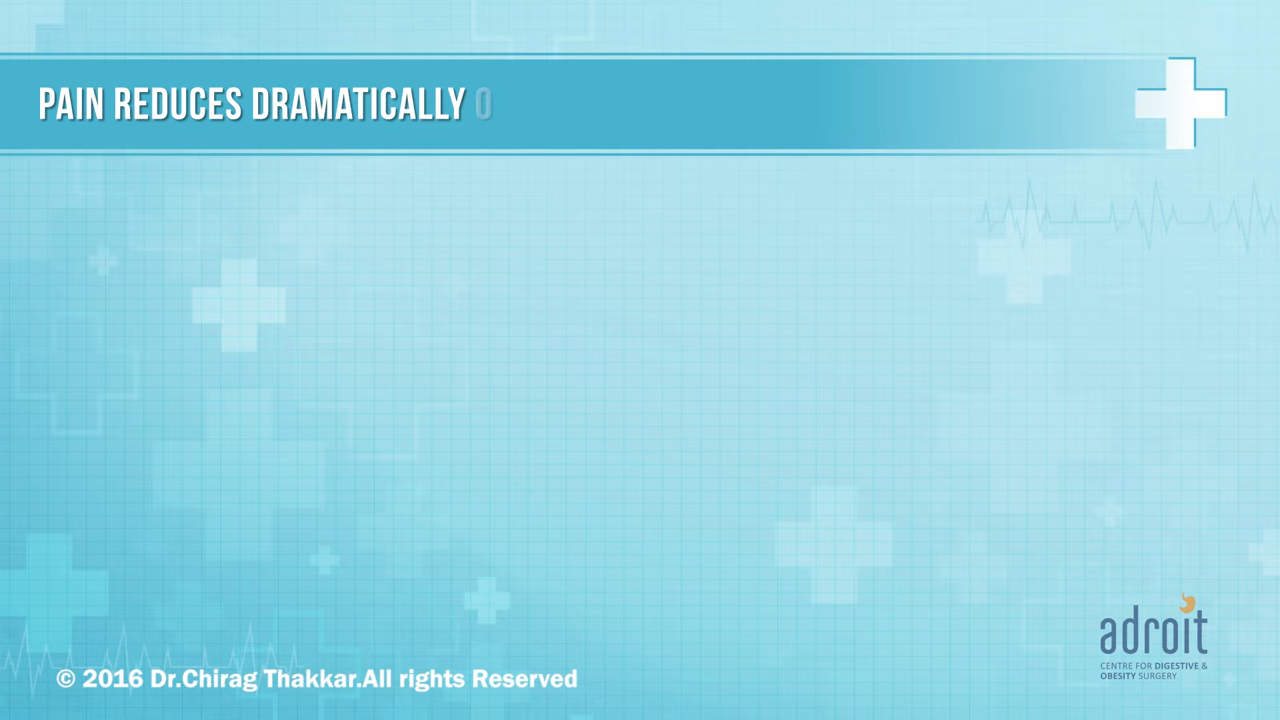 PAIN REDUCES DRAMATICALLY O
© 2016 Dr.Chirag Thakkar.All rights Reserved
adroit
CENTRE FOR DIGESTIVE &
OBESITY SURGERY